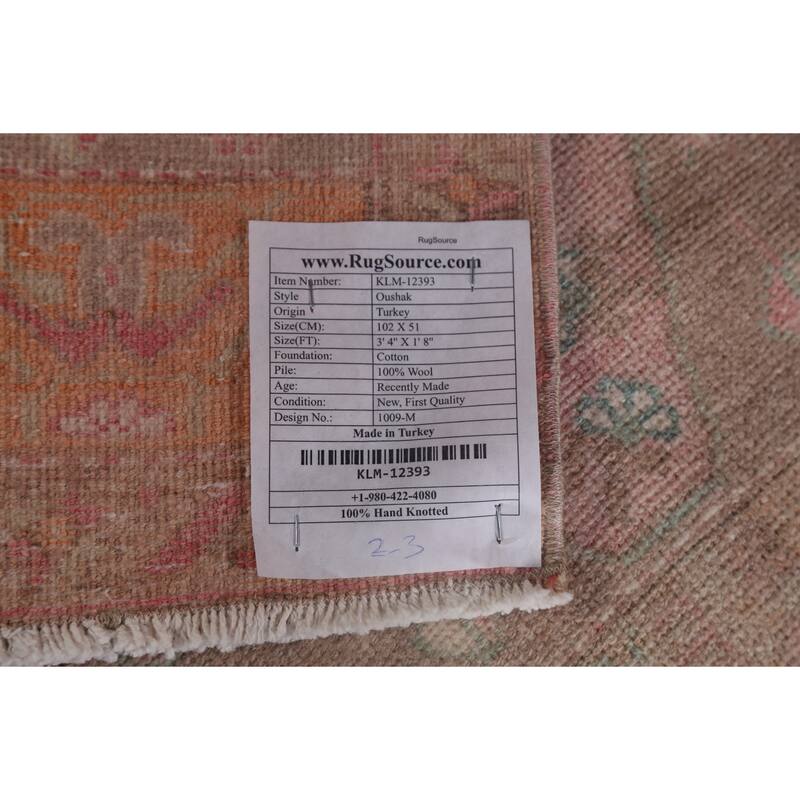 RugSource
www.RugSource.com
Item Number: KLM-12393
Style Oushak
Origin Turkey
Size(CM): 102 X 51
Size(FT): 3' 4" X 1' 8"
Foundation: Cotton
Pile: 100% Wool
Age: Recently Made
Condition: New, First Quality
Design No.: 1009-M
Made in Turkey
KLM-12393
+1-980-422-4080
100% Hand Knotted
2-3